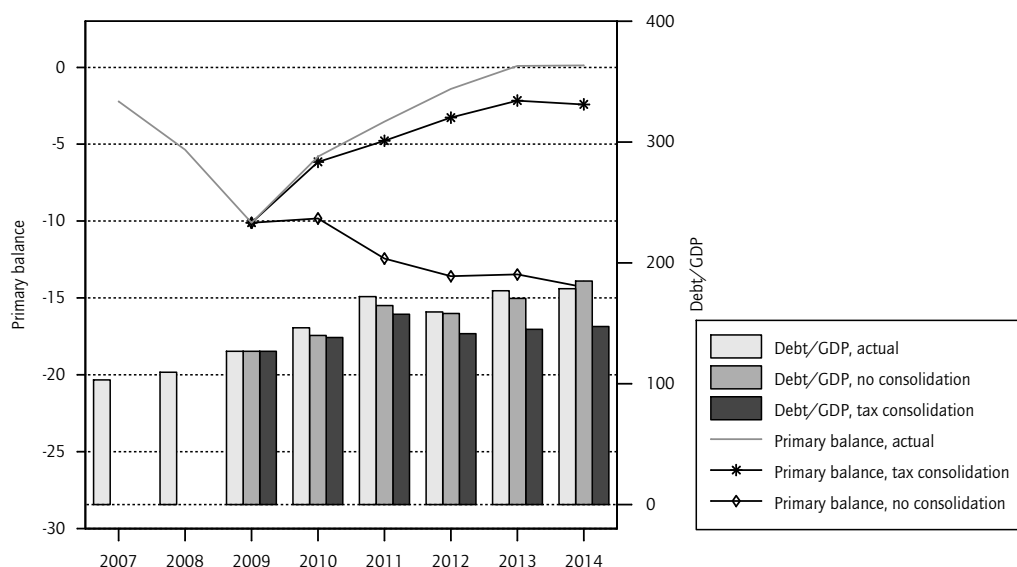 400
0
-5
300
-10
Primary balance
200
Debt/GDP
-15
Debt/GDP, actual
Debt/GDP, no consolidation
-20
100
Debt/GDP, tax consolidation
Primary balance, actual
-25
Primary balance, tax consolidation
0
Primary balance, no consolidation
-30
2007 2008 2009 2010 2011 2012 2013 2014